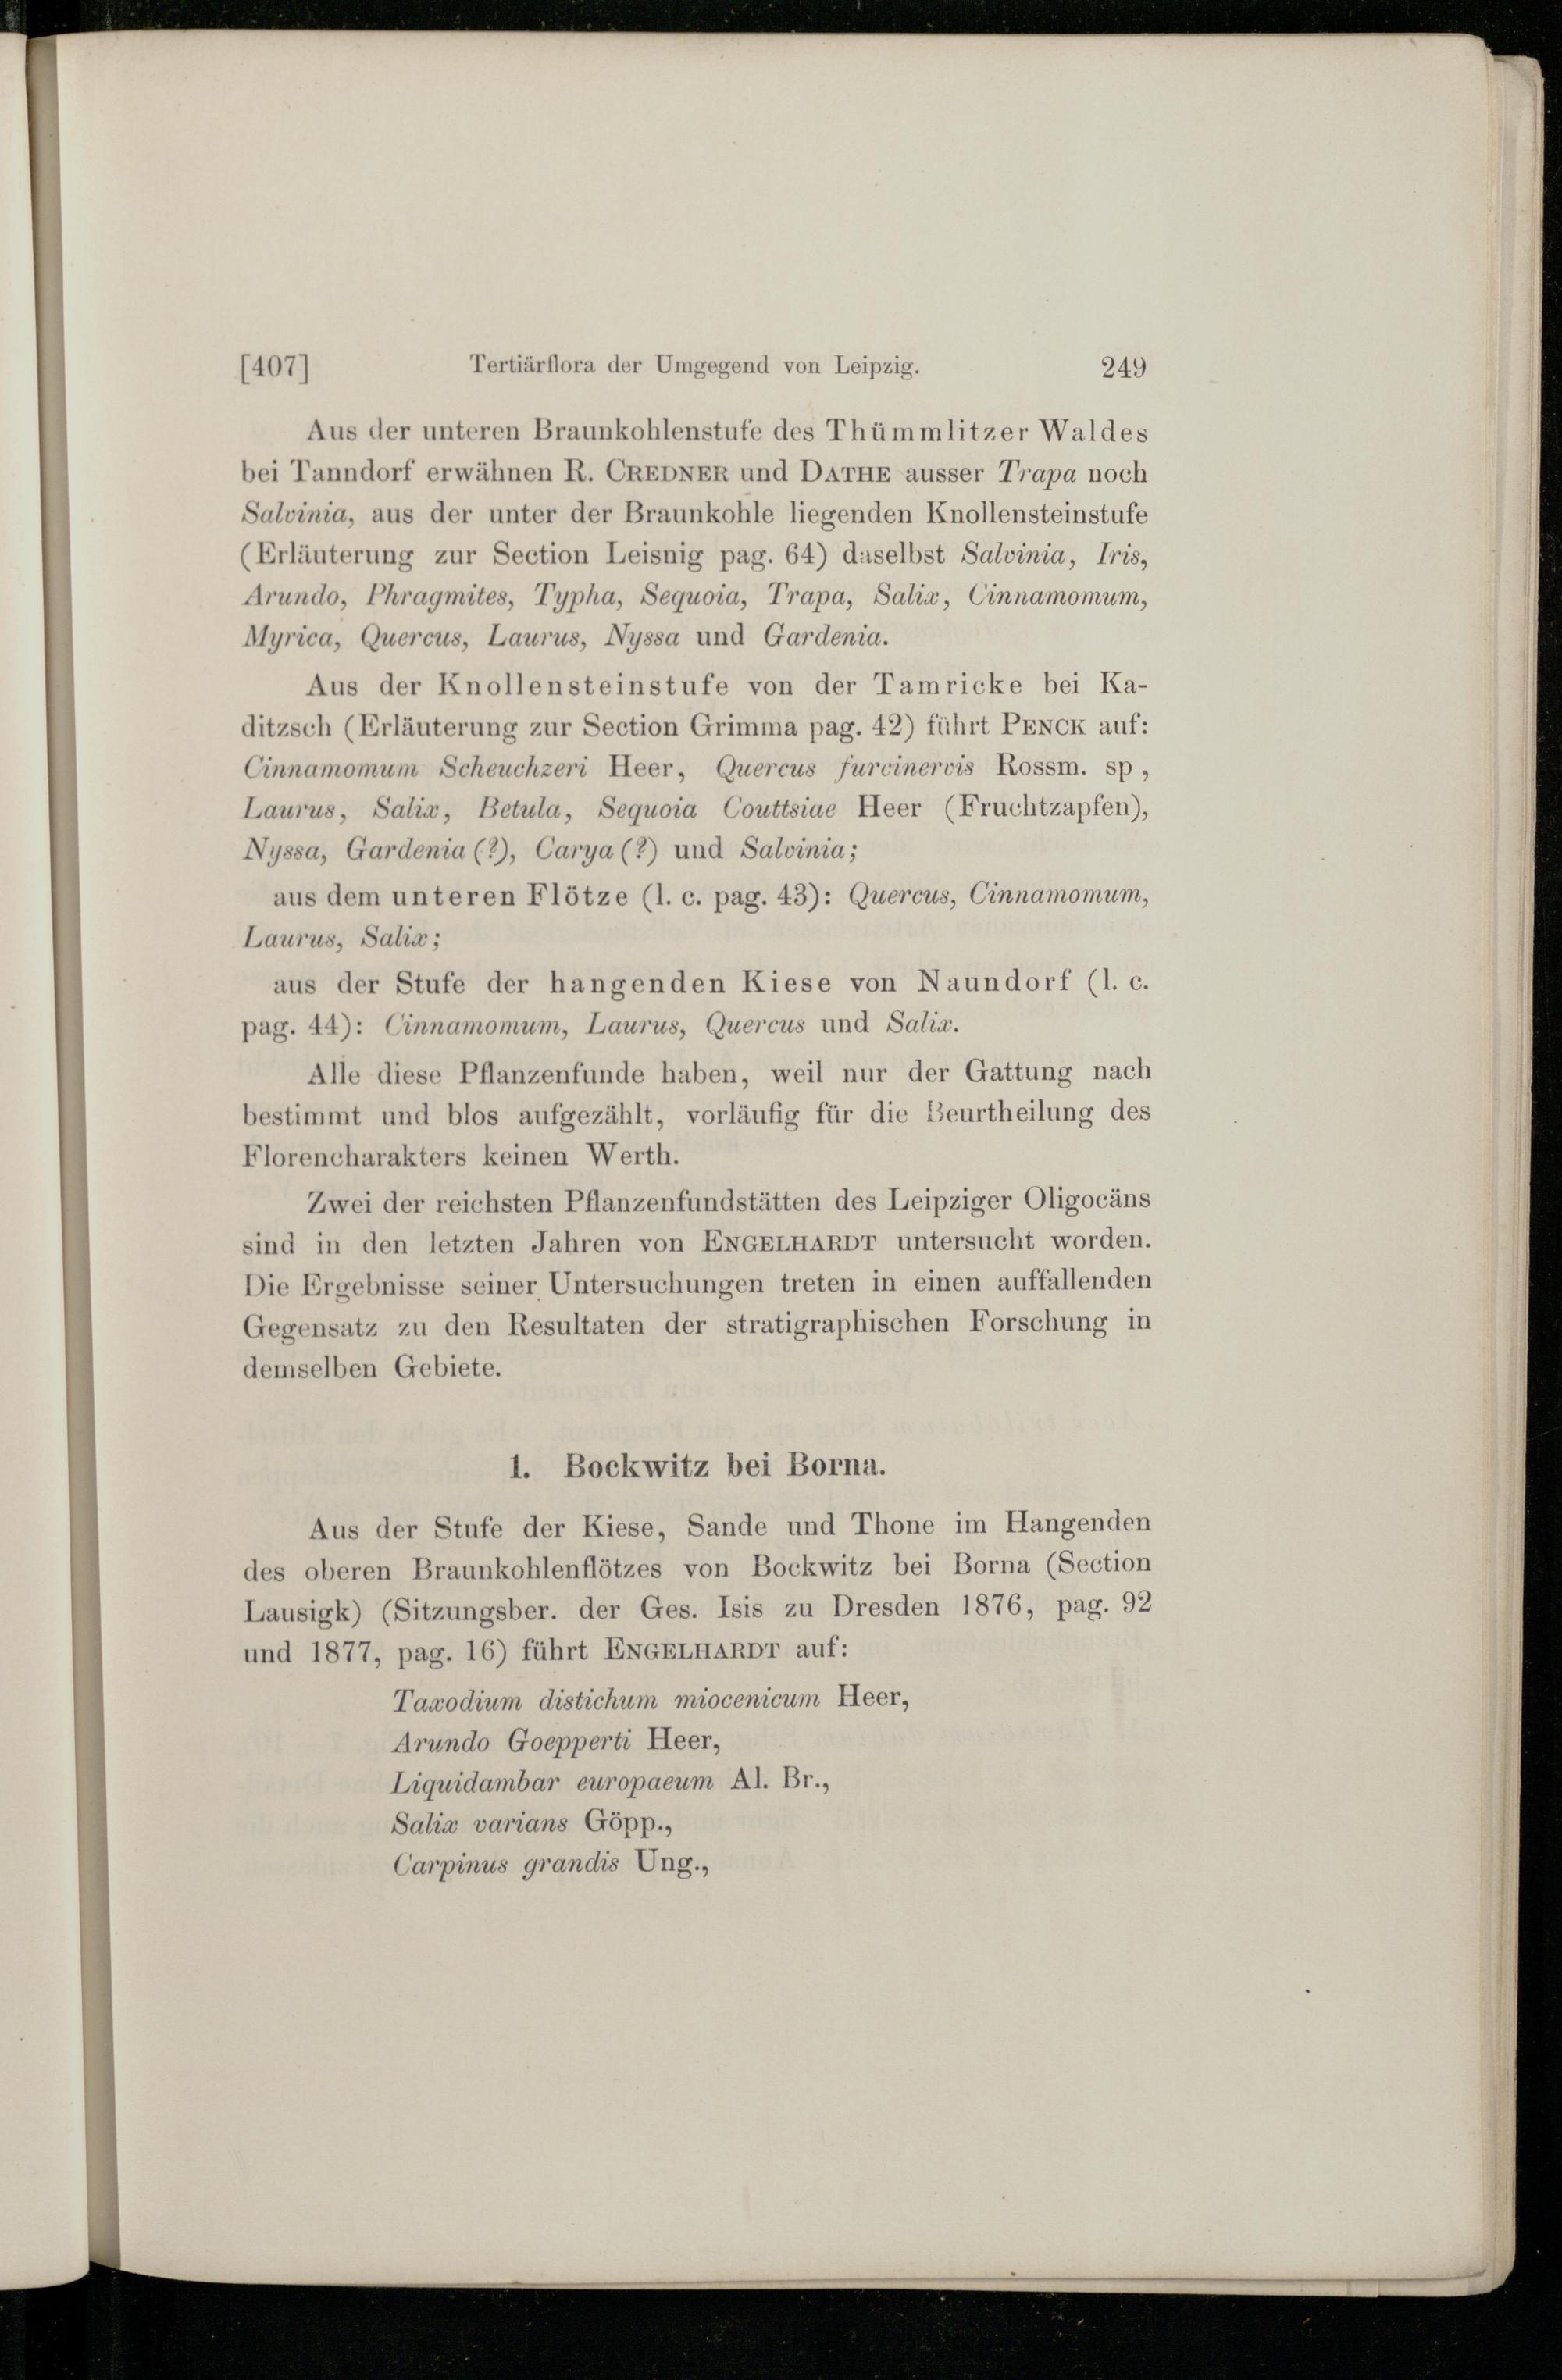 [407] Tertiärflora der Umgegend von Leipzig. 249
Aus der unteren Braunkohlenstufe des Thümmlitzer Waldes
bei Tanndorf erwähnen R. CREDNER und DATHE ausser Trapa noch
Salvinia, aus der unter der Braunkohle liegenden Knollensteinstufe
(Erläuterung zur Section Leisnig pag. 64) daselbst Salvinia, Iris,
Arundo, Phragmites, Typha, Sequoia, Trapa, Salix, Cinnamomum,
Myrica, Quercus, Laurus, Nyssa und Gardenia.
Aus der Knollensteinstufe von der Tamricke bei Ka-
ditzsch (Erläuterung zur Section Grimma pag. 42) führt PENCK auf:
Cinnamomum Scheuchzeri Heer, Quercus furcinervis Rossm. sp,
Laurus, Salix, Betula, Sequoia Couttsiae Heer (Fruchtzapfen),
Nyssa, Gardenia (?), Carya (?) und Salvinia;
aus dem unteren Flötze (l. c. pag. 43): Quercus, Cinnamomum,
Laurus, Salix;
aus der Stufe der hangenden Kiese von Naundorf (l. c.
pag. 44): Cinnamomum, Laurus, Quercus und Salix.
Alle diese Pflanzenfunde haben, weil nur der Gattung nach
bestimmt und blos aufgezählt, vorläufig für die Beurtheilung des
Florencharakters keinen Werth.
Zwei der reichsten Pflanzenfundstätten des Leipziger Oligocäns
sind in den letzten Jahren von ENGELHARDT untersucht worden.
Die Ergebnisse seiner Untersuchungen treten in einen auffallenden
Gegensatz zu den Resultaten der stratigraphischen Forschung in
demselben Gebiete.
1. Bockwitz bei Borna.
Aus der Stufe der Kiese, Sande und Thone im Hangenden
des oberen Braunkohlenflötzes von Bockwitz bei Borna (Section
Lausigk) (Sitzungsber. der Ges. Isis zu Dresden 1876, pag. 92
und 1877, pag. 16) führt ENGELHARDT auf:
Taxodium distichum miocenicum Heer,
Arundo Goepperti Heer,
Liquidambar europaeum Al. Br.,
Salix varians Göpp.,
Carpinus grandis Ung.,